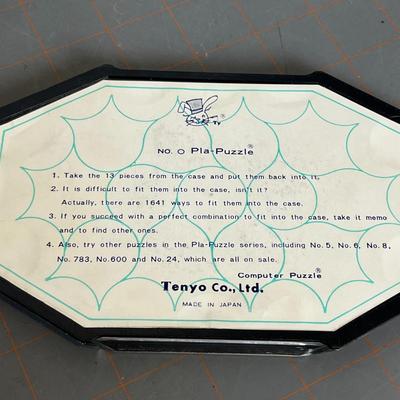 Ty ®
NO. O Pla-Puzzle®
1. Take the 13 pieces from the case and put them back into it.
2. It is difficult to fit them into the case, isn't it?
Actually, there are 1641 ways to fit them into the case.
3. If you succeed with a perfect combination to fit into the case, take it memo
and to find other ones.
4. Also, try other puzzles in the Pla-Puzzle series, including No. 5, No. 6, No. 8,
No. 783, No. 600 and No. 24, which are all on sale.
Computer Puzzle®
Tenyo Co., Ltd.
MADE IN JAPAN